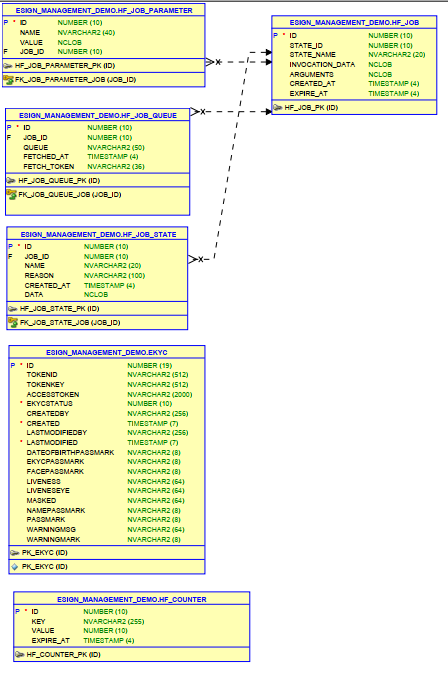 ESIGN_MANAGEMENT_DEMO.HF_JOB_PARAMETER
P * ID NUMBER (10)
NAME NVARCHAR2 (40)
VALUE NCLOB
F JOB_ID NUMBER (10)
HF_JOB_PARAMETER_PK (ID)
FK_JOB_PARAMETER_JOB (JOB_ID)
ESIGN_MANAGEMENT_DEMO.HF_JOB
P * ID NUMBER (10)
STATE_ID NUMBER (10)
STATE_NAME NVARCHAR2 (20)
INVOCATION_DATA NCLOB
ARGUMENTS NCLOB
CREATED_AT TIMESTAMP (4)
EXPIRE_AT TIMESTAMP (4)
HF_JOB_PK (ID)
ESIGN_MANAGEMENT_DEMO.HF_JOB_QUEUE
P * ID NUMBER (10)
F JOB_ID NUMBER (10)
QUEUE NVARCHAR2 (50)
FETCHED_AT TIMESTAMP (4)
FETCH_TOKEN NVARCHAR2 (36)
HF_JOB_QUEUE_PK (ID)
FK_JOB_QUEUE_JOB (JOB_ID)
ESIGN_MANAGEMENT_DEMO.HF_JOB_STATE
P * ID NUMBER (10)
F JOB_ID NUMBER (10)
NAME NVARCHAR2 (20)
REASON NVARCHAR2 (100)
CREATED_AT TIMESTAMP (4)
DATA NCLOB
HF_JOB_STATE_PK (ID)
FK_JOB_STATE_JOB (JOB_ID)
ESIGN_MANAGEMENT_DEMO.EKYC
P * ID NUMBER (19)
TOKENID NVARCHAR2 (512)
TOKENKEY NVARCHAR2 (512)
ACCESSTOKEN NVARCHAR2 (2000)
* EKYCSTATUS NUMBER (10)
CREATEDBY NVARCHAR2 (256)
* CREATED TIMESTAMP (7)
LASTMODIFIEDBY NVARCHAR2 (256)
* LASTMODIFIED TIMESTAMP (7)
DATEOFBIRTHPASSMARK NVARCHAR2 (8)
EKYCPASSMARK NVARCHAR2 (8)
FACEPASSMARK NVARCHAR2 (8)
LIVENESS NVARCHAR2 (64)
LIVENESEYE NVARCHAR2 (64)
MASKED NVARCHAR2 (64)
NAMEPASSMARK NVARCHAR2 (8)
PASSMARK NVARCHAR2 (8)
WARNINGMSG NVARCHAR2 (64)
WARNINGMARK NVARCHAR2 (8)
PK_EKYC (ID)
PK_EKYC (ID)
ESIGN_MANAGEMENT_DEMO.HF_COUNTER
P * ID NUMBER (10)
KEY NVARCHAR2 (255)
VALUE NUMBER (10)
EXPIRE_AT TIMESTAMP (4)
HF_COUNTER_PK (ID)